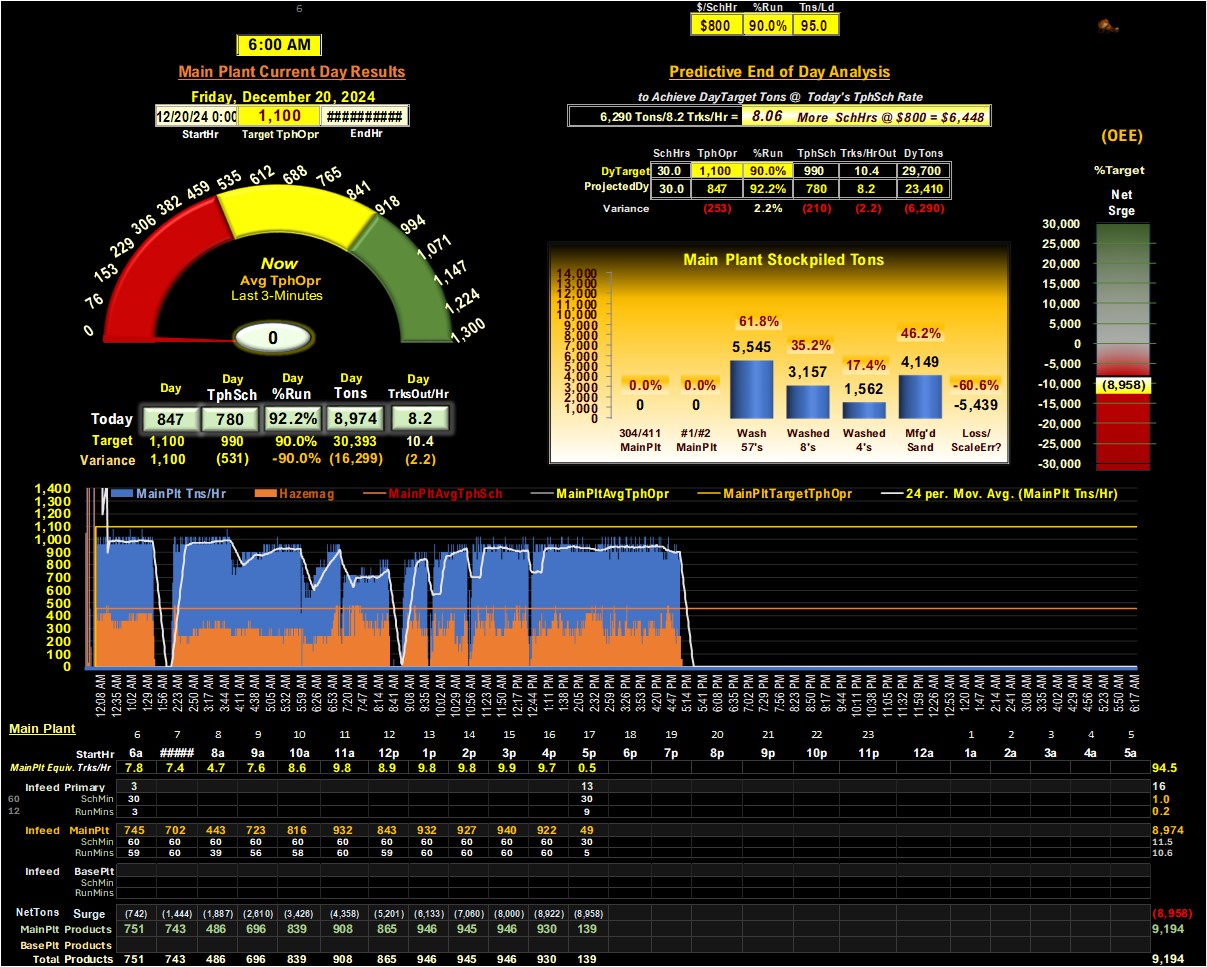 6
$/SchHr %Run Tns/Ld
$800 90.0% 95.0
6:00 AM
Main Plant Current Day Results
Friday, December 20, 2024
12/20/24 0:00 1,100 ##########
StartHr Target TphOpr EndHr
0 76 153 229 306 382 459 535 612 688 765 841 918 994 1,071 1,147 1,224 1,300
Now
Avg TphOpr
Last 3-Minutes
0
Day Day Day Day Day
TphSch %Run Tons TrksOut/Hr
Today 847 780 92.2% 8,974 8.2
Target 1,100 990 90.0% 30,393 10.4
Variance 1,100 (531) -90.0% (16,299) (2.2)
Predictive End of Day Analysis
to Achieve DayTarget Tons @ Today's TphSch Rate
6,290 Tons/8.2 Trks/Hr = 8.06 More SchHrs @ $800 = $6,448
SchHrs TphOpr %Run TphSch Trks/HrOut DyTons
DyTarget 30.0 1,100 90.0% 990 10.4 29,700
ProjectedDy 30.0 847 92.2% 780 8.2 23,410
Variance (253) 2.2% (210) (2.2) (6,290)
Main Plant Stockpiled Tons
14,000
13,000
12,000
11,000
10,000
9,000
8,000
7,000
6,000
5,000
4,000
3,000
2,000
1,000
0
0.0% 0.0% 61.8% 35.2% 17.4% 46.2% -60.6%
0 0 5,545 3,157 1,562 4,149 -5,439
304/411 #1/#2 Wash Washed Washed Mfg'd Loss/
MainPlt MainPlt 57's 8's 4's Sand ScaleErr?
(OEE)
%Target
Net
Srge
30,000
25,000
20,000
15,000
10,000
5,000
0
-5,000
-10,000
(8,958)
-15,000
-20,000
-25,000
-30,000
MainPlt Tns/Hr Hazemag MainPltAvgTphSch MainPltAvgTphOpr MainPltTargetTphOpr 24 per. Mov. Avg. (MainPlt Tns/Hr)
1,400
1,300
1,200
1,100
1,000
900
800
700
600
500
400
300
200
100
0
12:08 AM 12:35 AM 1:02 AM 1:29 AM 1:56 AM 2:23 AM 2:50 AM 3:17 AM 3:44 AM 4:11 AM 4:38 AM 5:05 AM 5:32 AM 5:59 AM 6:26 AM 6:53 AM 7:20 AM 7:47 AM 8:14 AM 8:41 AM 9:08 AM 9:35 AM 10:02 AM 10:29 AM 11:23 AM 11:50 AM 12:17 PM 12:44 PM 1:11 PM 1:38 PM 2:05 PM 2:32 PM 2:59 PM 3:26 PM 3:53 PM 4:20 PM 4:47 PM 5:14 PM 5:41 PM 6:08 PM 6:35 PM 7:02 PM 7:29 PM 7:56 PM 8:23 PM 8:50 PM 9:17 PM 9:44 PM 10:11 PM 10:38 PM 11:05 PM 11:32 PM 11:59 PM 12:26 AM 12:53 AM 1:20 AM 1:47 AM 2:14 AM 2:41 AM 3:08 AM 3:35 AM 4:02 AM 4:29 AM 4:56 AM 5:23 AM 5:50 AM 6:17 AM
Main Plant
6 7 8 9 10 11 12 13 14 15 16 17 18 19 20 21 22 23 1 2 3 4 5
StartHr 6a ##### 8a 9a 10a 11a 12p 1p 2p 3p 4p 5p 6p 7p 8p 9p 10p 11p 12a 1a 2a 3a 4a 5a
MainPlt Equiv. Trks/Hr 7.8 7.4 4.7 7.6 8.6 9.8 8.9 9.8 9.8 9.9 9.7 0.5 94.5
Infeed Primary 3 13 16
60 SchMin 30 30 1.0
12 RunMins 3 9 0.2
Infeed MainPlt 745 702 443 723 816 932 843 932 927 940 922 49 8,974
SchMin 60 60 60 60 60 60 60 60 60 60 60 30 11.5
RunMins 59 60 39 56 58 60 59 60 60 60 60 5 10.6
Infeed BasePlt
SchMin
RunMins
NetTons Surge (742) (1,444) (1,887) (2,610) (3,426) (4,358) (5,201) (6,133) (7,060) (8,000) (8,922) (8,958) (8,958)
MainPlt Products 751 743 486 696 839 908 865 946 945 946 930 139 9,194
BasePlt Products
Total Products 751 743 486 696 839 908 865 946 945 946 930 139 9,194